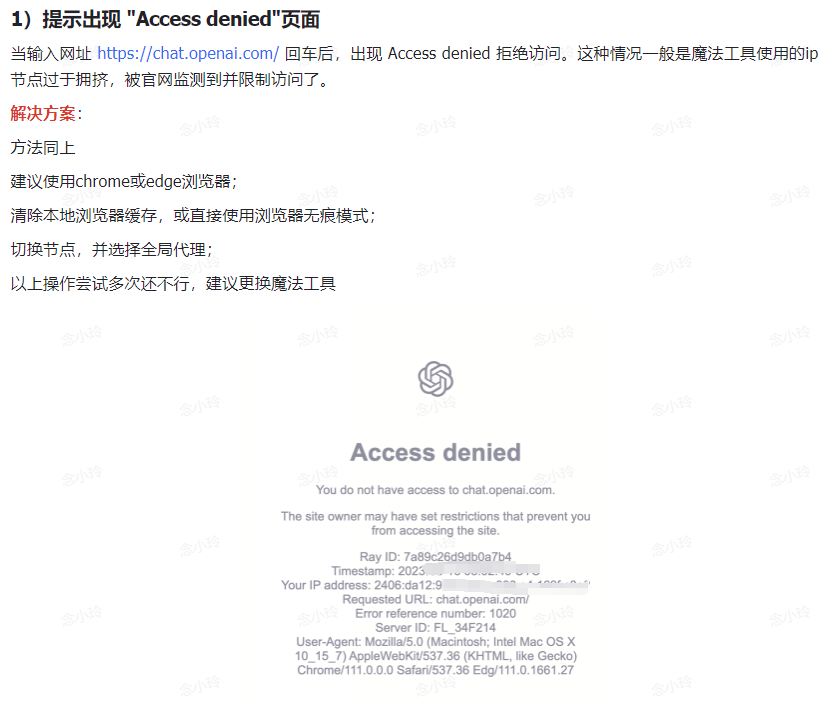 1）提示出现 "Access denied"页面
当输入网址 https://chat.openai.com/ 回车后，出现 Access denied 拒绝访问。这种情况一般是魔法工具使用的ip
节点过于拥挤，被官网监测到并限制访问了。
解决方案：
方法同上
建议使用chrome或edge浏览器；
清除本地浏览器缓存，或直接使用浏览器无痕模式；
切换节点，并选择全局代理；
以上操作尝试多次还不行，建议更换魔法工具
Access denied
You do not have access to chat.openai.com.
The site owner may have set restrictions that prevent you
from accessing the site.
Ray ID: 7a89c26d9db0a7b4
Timestamp: 2023
Your IP address: 2406:da12:9
Requested URL: chat.openai.com/
Error reference number: 1020
Server ID: FL_34F214
User-Agent: Mozilla/5.0 (Macintosh; Intel Mac OS X
10_15_7) AppleWebKit/537.36 (KHTML, like Gecko)
Chrome/111.0.0.0 Safari/537.36 Edg/111.0.1661.27
念小玲